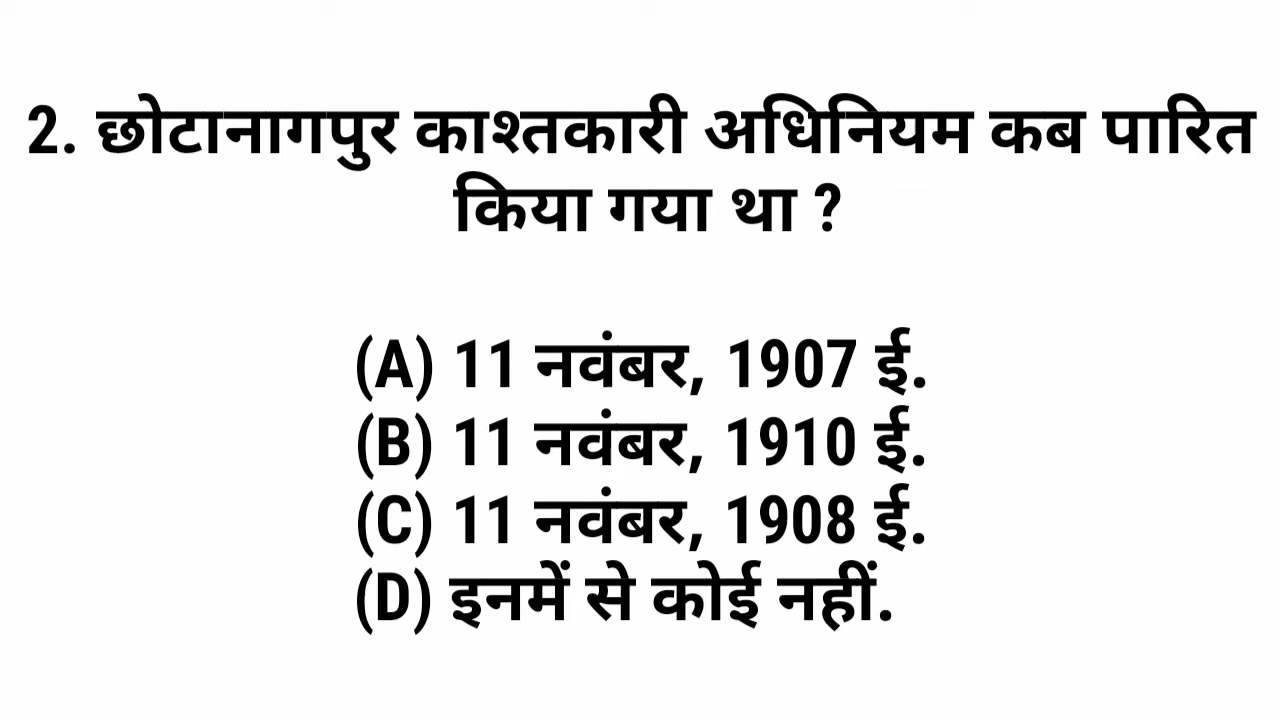 2. छोटानागपुर काश्तकारी अधिनियम कब पारित
किया गया था ?
(A) 11 नवंबर, 1907 ई.
(B) 11 नवंबर, 1910 ई.
(C) 11 नवंबर, 1908 ई.
(D) इनमें से कोई नहीं.